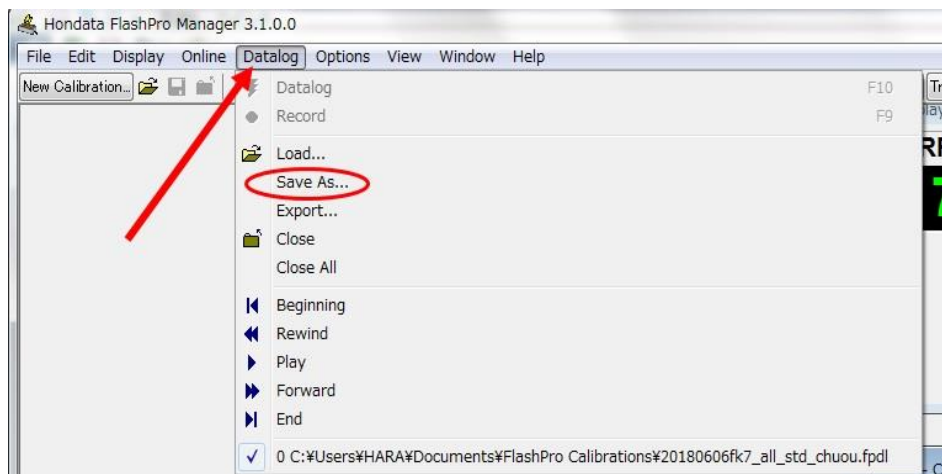 Hondata FlashPro Manager 3.1.0.0
File Edit Display Online Datalog Options View Window Help
New Calibration...
Datalog F10
Record F9
Load...
Save As...
Export...
Close
Close All
Beginning
Rewind
Play
Forward
End
0 C:¥Users¥HARA¥Documents¥FlashPro Calibrations¥20180606fk7_all_std_chuou.fpdl